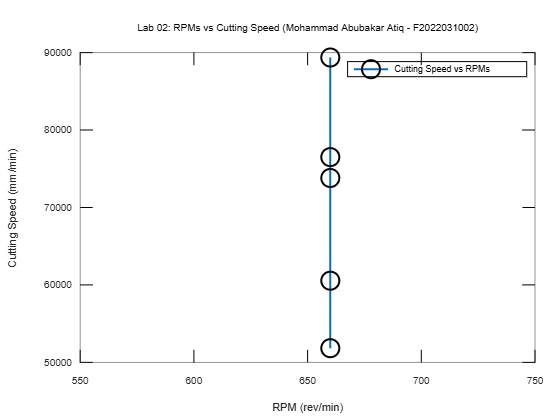 Lab 02: RPMs vs Cutting Speed (Mohammad Abubakar Atiq - F2022031002)
90000
Cutting Speed vs RPMs
80000
70000
60000
50000
Cutting Speed (mm/min)
550
600
650
700
750
RPM (rev/min)